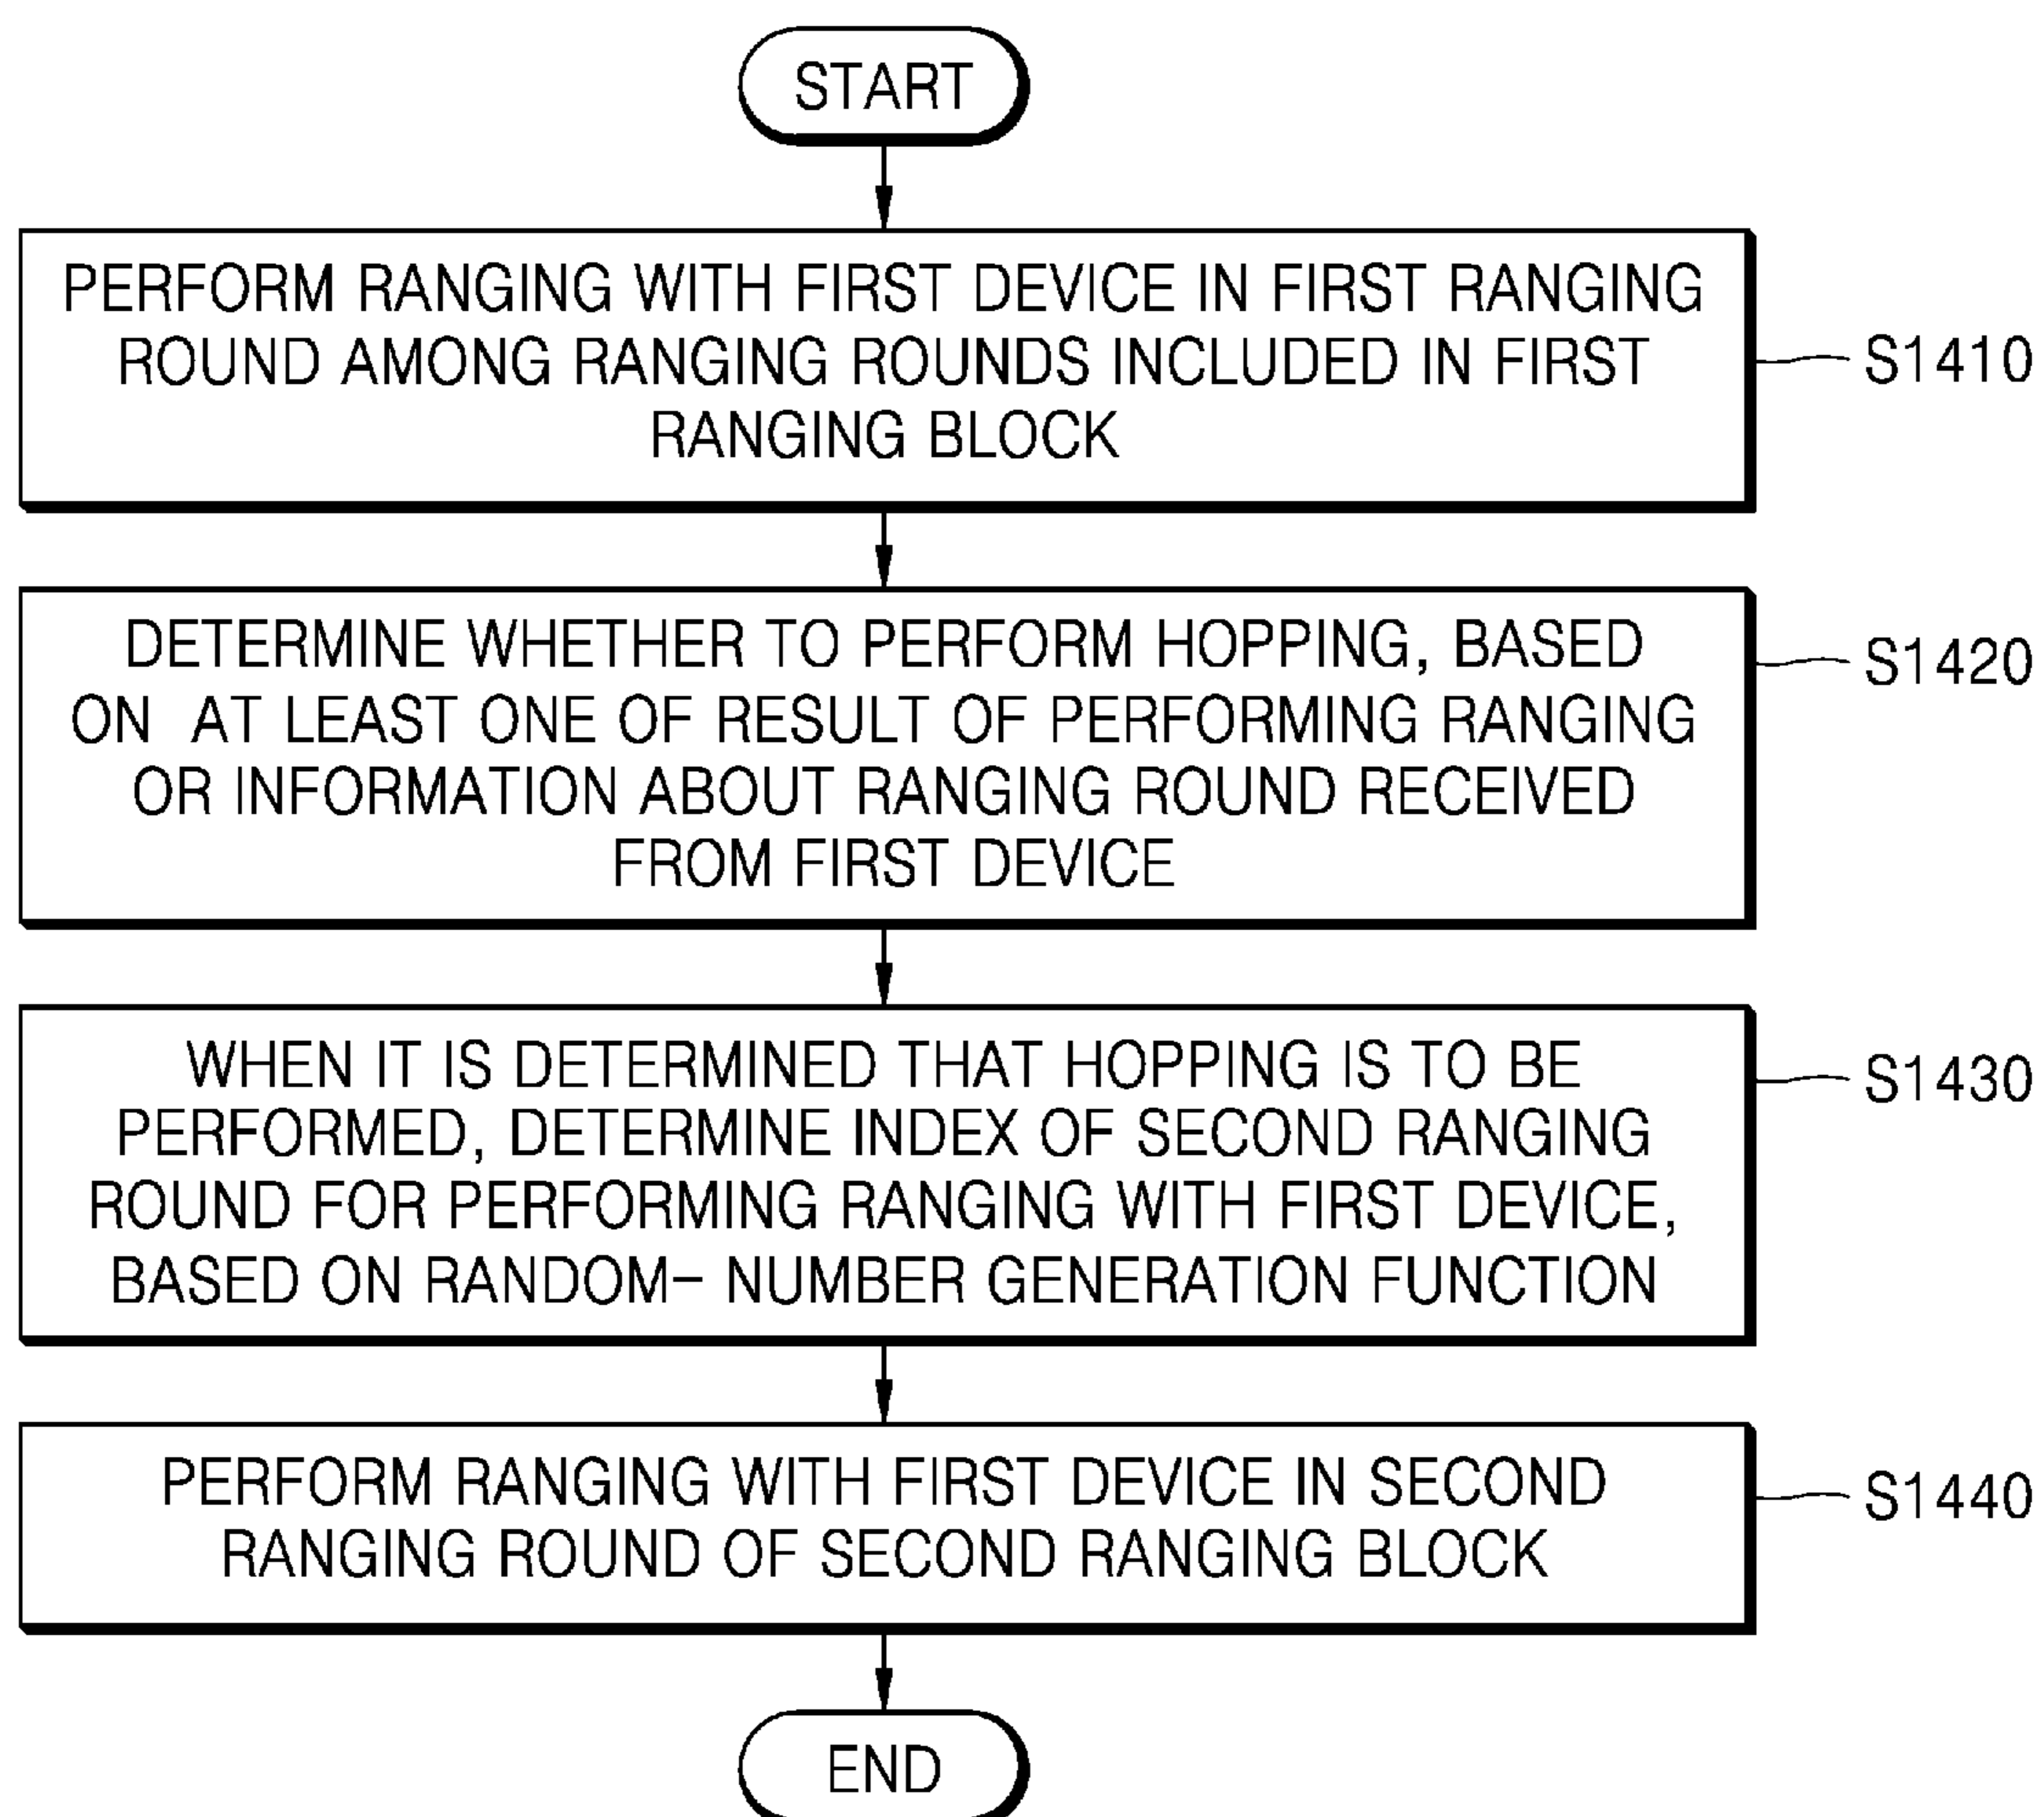 START
PERFORM RANGING WITH FIRST DEVICE IN FIRST RANGING
ROUND AMONG RANGING ROUNDS INCLUDED IN FIRST
RANGING BLOCK
S1410
DETERMINE WHETHER TO PERFORM HOPPING, BASED
ON AT LEAST ONE OF RESULT OF PERFORMING RANGING
OR INFORMATION ABOUT RANGING ROUND RECEIVED
FROM FIRST DEVICE
S1420
WHEN IT IS DETERMINED THAT HOPPING IS TO BE
PERFORMED, DETERMINE INDEX OF SECOND RANGING
ROUND FOR PERFORMING RANGING WITH FIRST DEVICE,
BASED ON RANDOM- NUMBER GENERATION FUNCTION
S1430
PERFORM RANGING WITH FIRST DEVICE IN SECOND
RANGING ROUND OF SECOND RANGING BLOCK
S1440
END